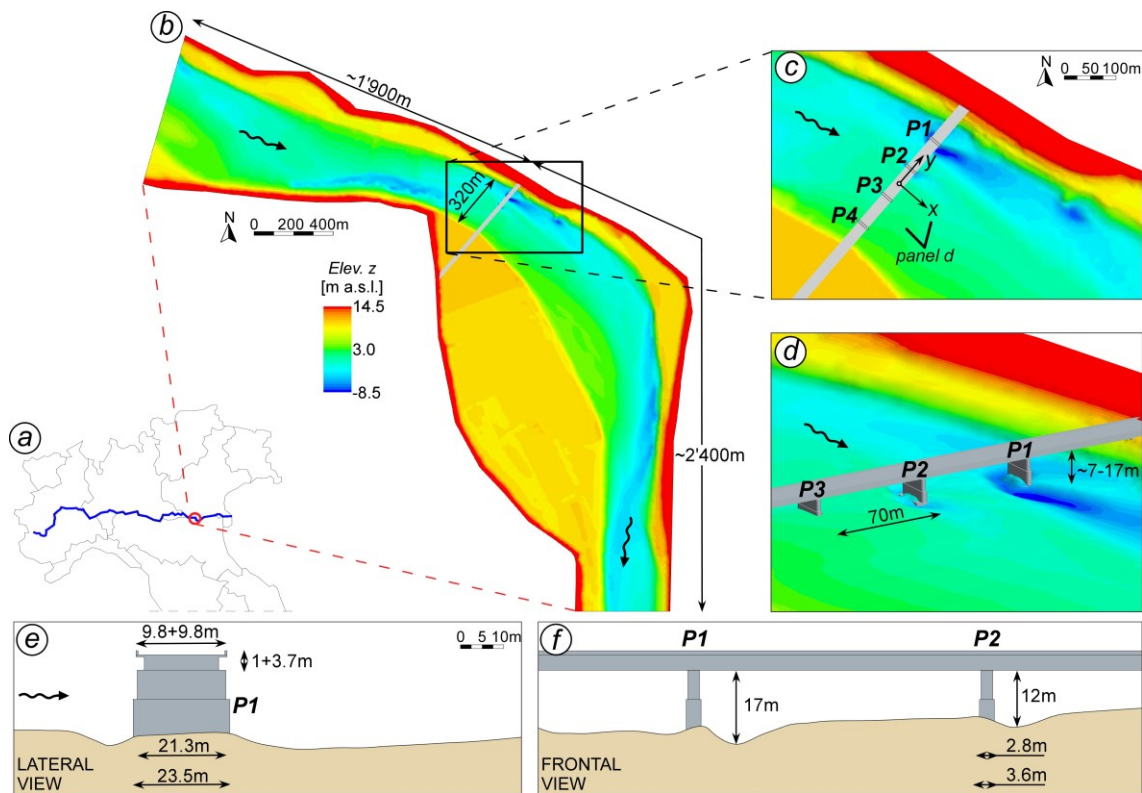 a
b
~1'900m
320m
N
0 200 400m
Elev. z
[m a.s.l.]
14.5
3.0
-8.5
~2'400m
c
N
0 50 100m
P1
P2
y
P3
x
P4
panel d
d
P1
P2
P3
~7-17m
70m
e
9.8+9.8m
0 5 10m
1+3.7m
P1
21.3m
23.5m
LATERAL
VIEW
f
P1
P2
17m
12m
2.8m
3.6m
FRONTAL
VIEW